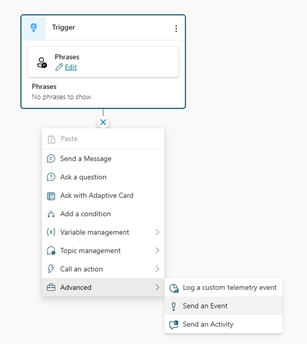 Trigger
Phrases
Edit
Phrases
No phrases to show
Paste
Send a Message
Ask a question
Ask with Adaptive Card
Add a condition
Variable management
Topic management
Call an action
Advanced
Log a custom telemetry event
Send an Event
Send an Activity